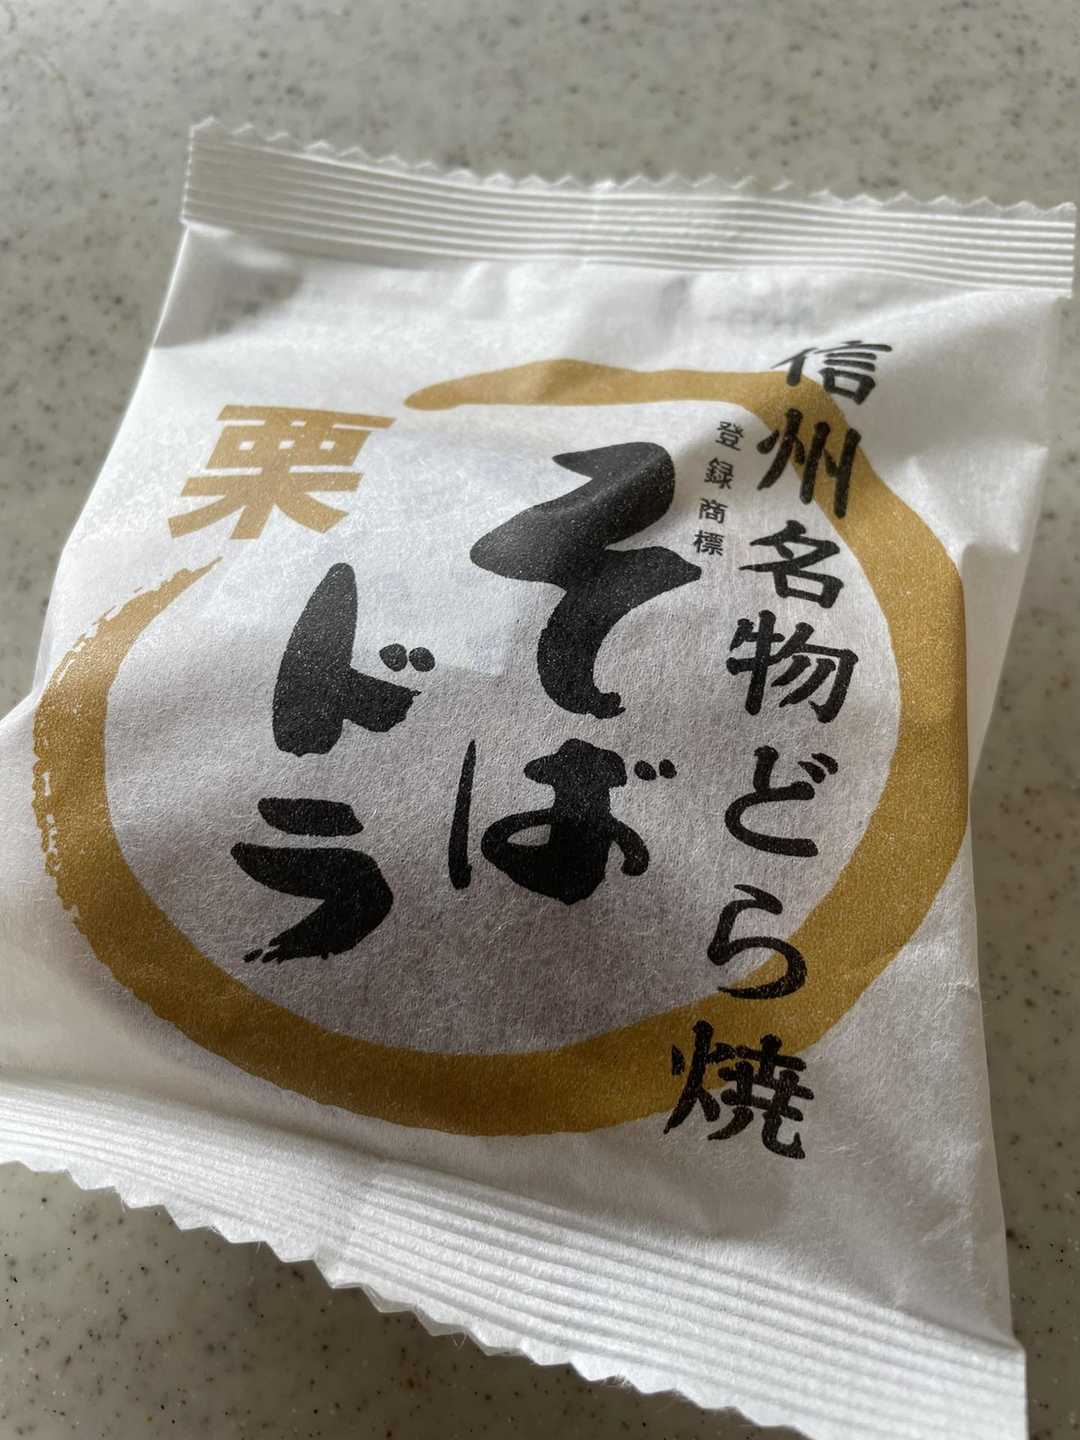 信州名物どら焼
登録商標
そば
ドラ
栗